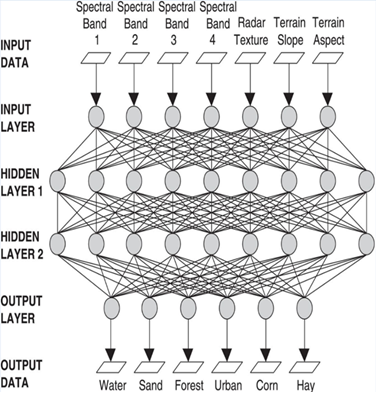 Spectral Spectral Spectral Spectral
Band Band Band Band Radar Terrain Terrain
1 2 3 4 Texture Slope Aspect
INPUT
DATA
INPUT
LAYER
HIDDEN
LAYER 1
HIDDEN
LAYER 2
OUTPUT
LAYER
OUTPUT
DATA
Water Sand Forest Urban Corn Hay